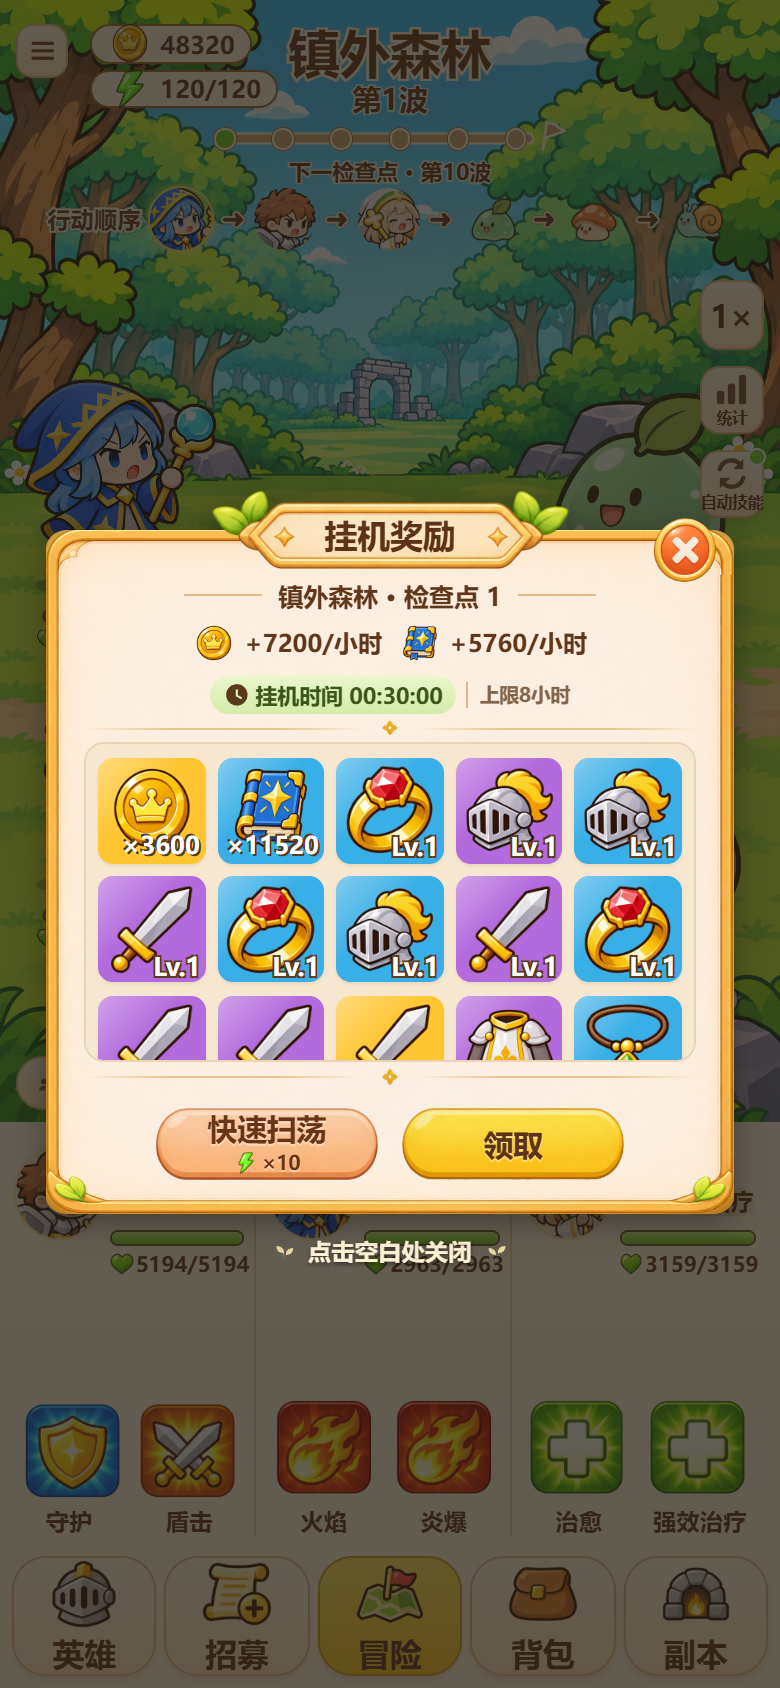 48320
120/120
镇外森林
第1波
下一检查点·第10波
行动顺序
1×
统计
自动技能
挂机奖励
镇外森林·检查点 1
+7200/小时 +5760/小时
挂机时间 00:30:00 上限8小时
×3600 ×11520 Lv.1 Lv.1 Lv.1
Lv.1 Lv.1 Lv.1 Lv.1 Lv.1
快速扫荡
×10
领取
疗
点击空白处关闭
5194/5194 2963/2963 3159/3159
守护 盾击 火焰 炎爆 治愈 强效治疗
英雄 招募 冒险 背包 副本